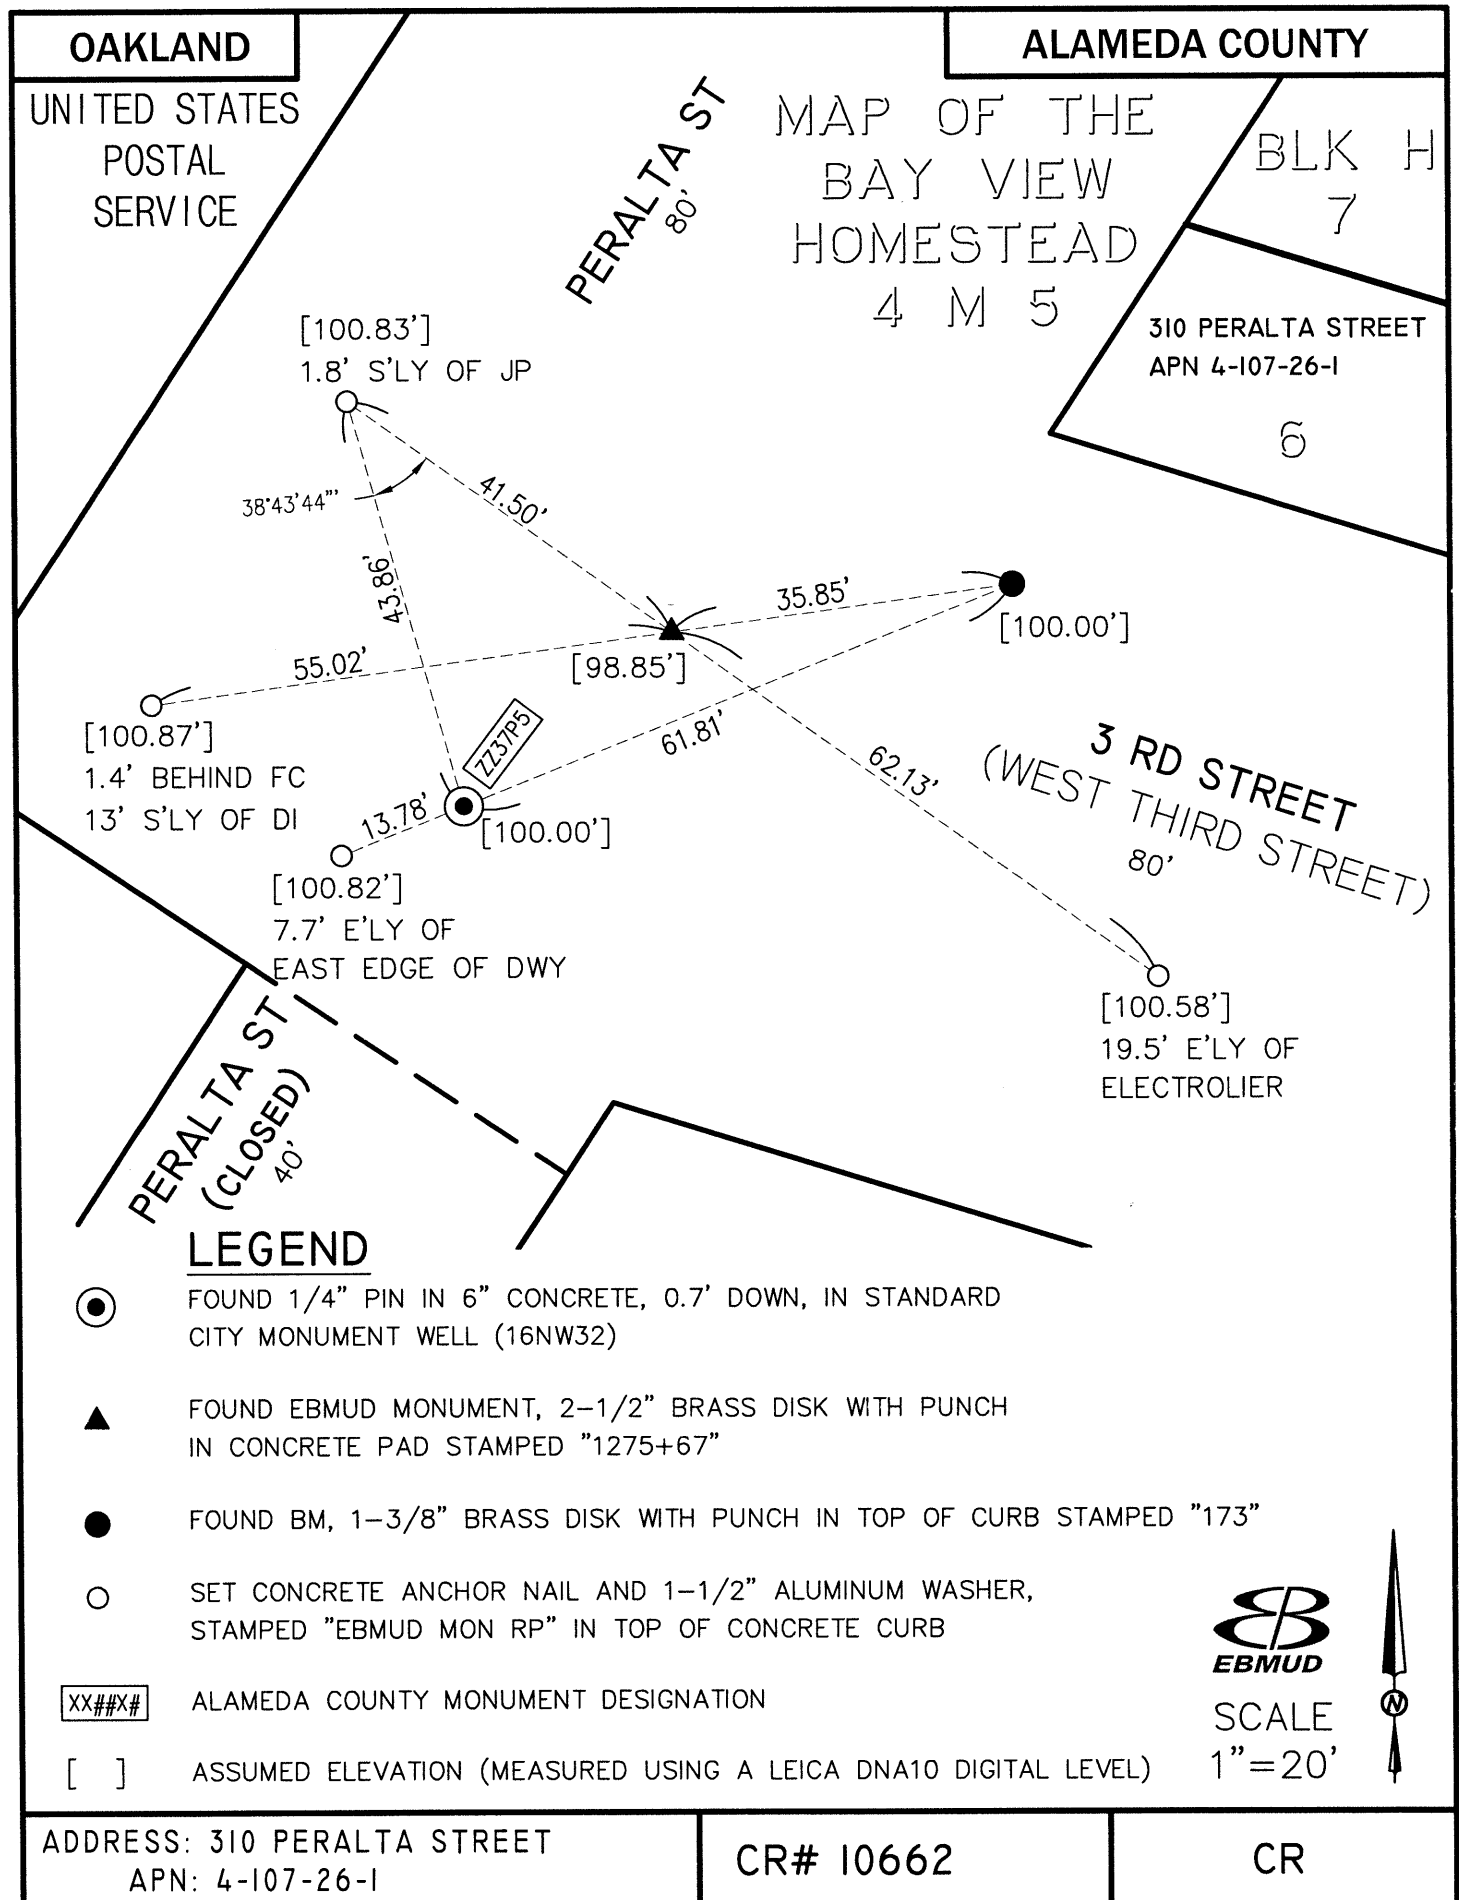 OAKLAND
ALAMEDA COUNTY
UNITED STATES
POSTAL
SERVICE
PERALTA ST
80'
MAP OF THE
BAY VIEW
HOMESTEAD
4 M 5
BLK H
7
310 PERALTA STREET
APN 4-107-26-1
6
[100.83']
1.8' S'LY OF JP
38°43'44"'
41.50'
43.86'
35.85'
[100.00']
55.02'
[98.85']
[100.87']
1.4' BEHIND FC
13' S'LY OF DI
ZZ37P5
61.81'
62.13'
3 RD STREET
(WEST THIRD STREET)
80'
13.78'
[100.00']
[100.82']
7.7' E'LY OF
EAST EDGE OF DWY
[100.58']
19.5' E'LY OF
ELECTROLIER
PERALTA ST
(CLOSED)
40'
LEGEND
FOUND 1/4" PIN IN 6" CONCRETE, 0.7' DOWN, IN STANDARD
CITY MONUMENT WELL (16NW32)
FOUND EBMUD MONUMENT, 2-1/2" BRASS DISK WITH PUNCH
IN CONCRETE PAD STAMPED "1275+67"
FOUND BM, 1-3/8" BRASS DISK WITH PUNCH IN TOP OF CURB STAMPED "173"
SET CONCRETE ANCHOR NAIL AND 1-1/2" ALUMINUM WASHER,
STAMPED "EBMUD MON RP" IN TOP OF CONCRETE CURB
XX##X# ALAMEDA COUNTY MONUMENT DESIGNATION
[ ] ASSUMED ELEVATION (MEASURED USING A LEICA DNA10 DIGITAL LEVEL)
EBMUD
SCALE
1"=20'
N
ADDRESS: 310 PERALTA STREET
APN: 4-107-26-1
CR# 10662
CR